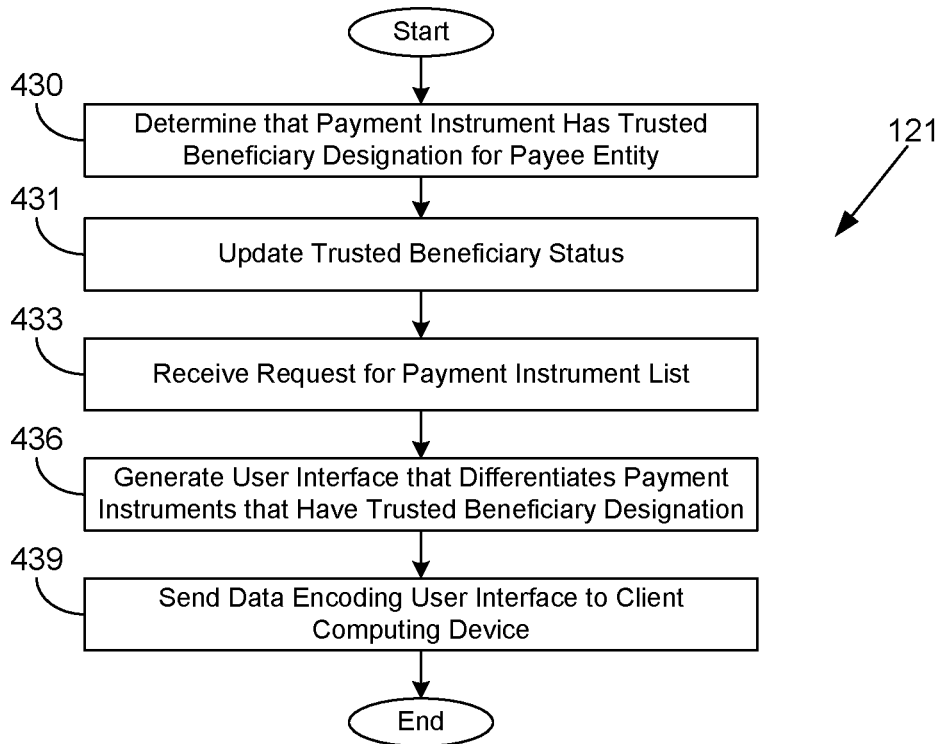 Start
430
Determine that Payment Instrument Has Trusted
Beneficiary Designation for Payee Entity
121
431
Update Trusted Beneficiary Status
433
Receive Request for Payment Instrument List
436
Generate User Interface that Differentiates Payment
Instruments that Have Trusted Beneficiary Designation
439
Send Data Encoding User Interface to Client
Computing Device
End